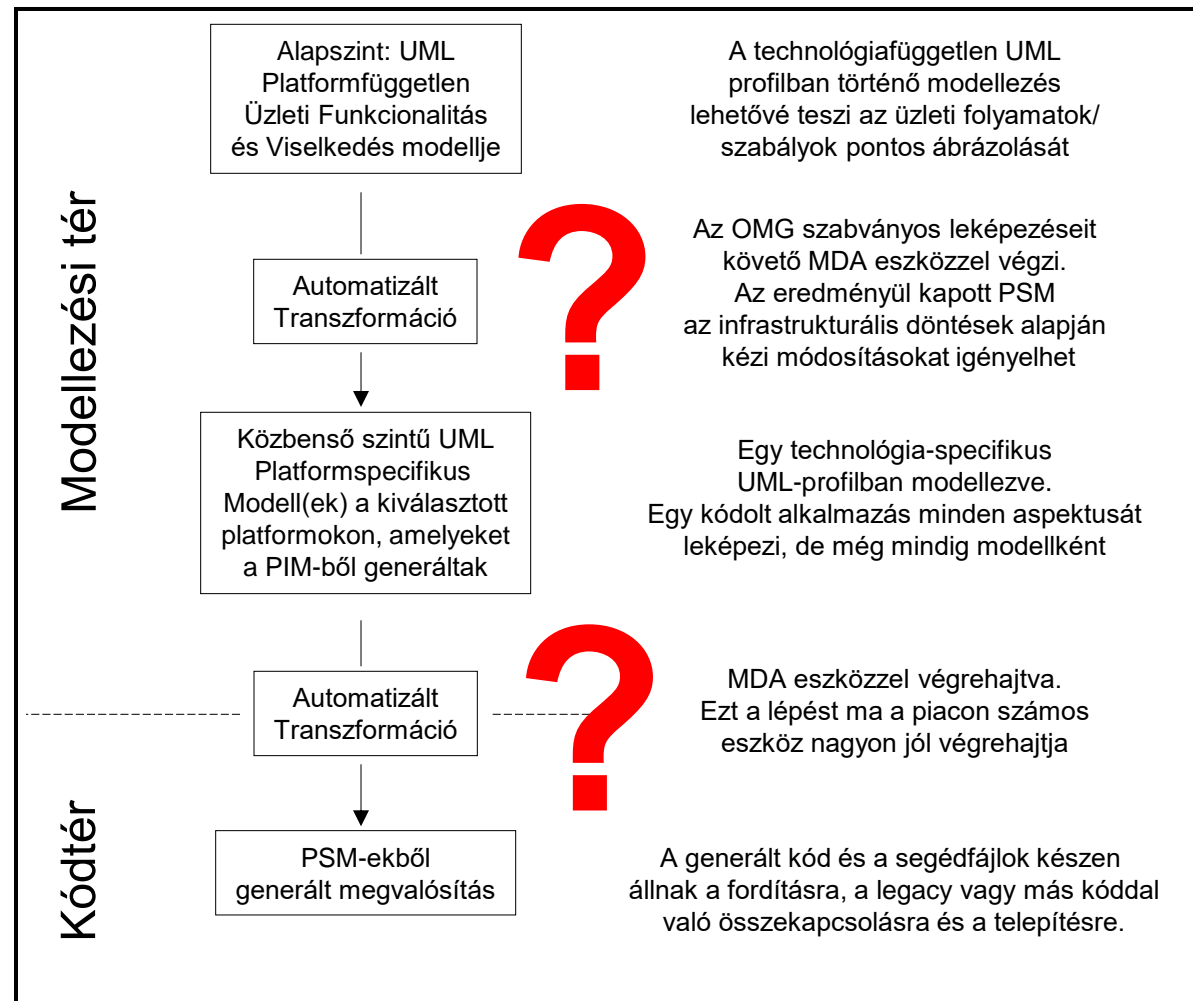 Alapszint: UML
Platformfüggetlen
Üzleti Funkcionalitás
és Viselkedés modellje
A technológiafüggetlen UML
profilban történő modellezés
lehetővé teszi az üzleti folyamatok/
szabályok pontos ábrázolását
Modellezési tér
?
Automatizált
Transzformáció
Az OMG szabványos leképezéseit
követő MDA eszközzel végzi.
Az eredményül kapott PSM
az infrastrukturális döntések alapján
kézi módosításokat igényelhet
Közbenső szintű UML
Platformspecifikus
Modell(ek) a kiválasztott
platformokon, amelyeket
a PIM-ből generáltak
Egy technológia-specifikus
UML-profilban modellezve.
Egy kódolt alkalmazás minden aspektusát
leképezi, de még mindig modellként
?
Automatizált
Transzformáció
MDA eszközzel végrehajtva.
Ezt a lépést ma a piacon számos
eszköz nagyon jól végrehajtja
Kódtér
PSM-ekből
generált megvalósítás
A generált kód és a segédfájlok készen
állnak a fordításra, a legacy vagy más kóddal
való összekapcsolásra és a telepítésre.